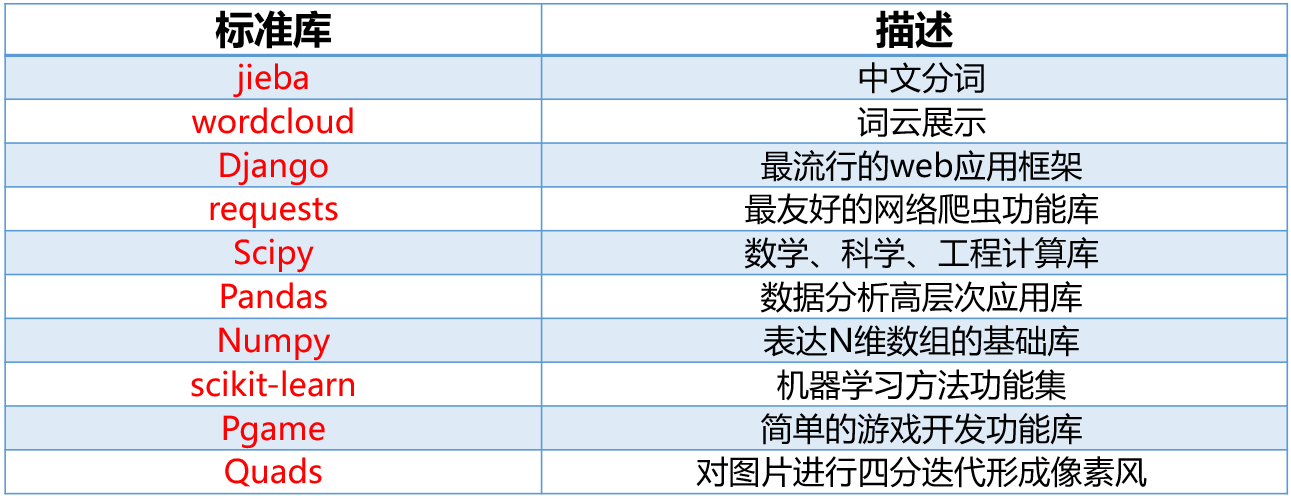 标准库 描述
jieba 中文分词
wordcloud 词云展示
Django 最流行的web应用框架
requests 最友好的网络爬虫功能库
Scipy 数学、科学、工程计算库
Pandas 数据分析高层次应用库
Numpy 表达N维数组的基础库
scikit-learn 机器学习方法功能集
Pgame 简单的游戏开发功能库
Quads 对图片进行四分迭代形成像素风